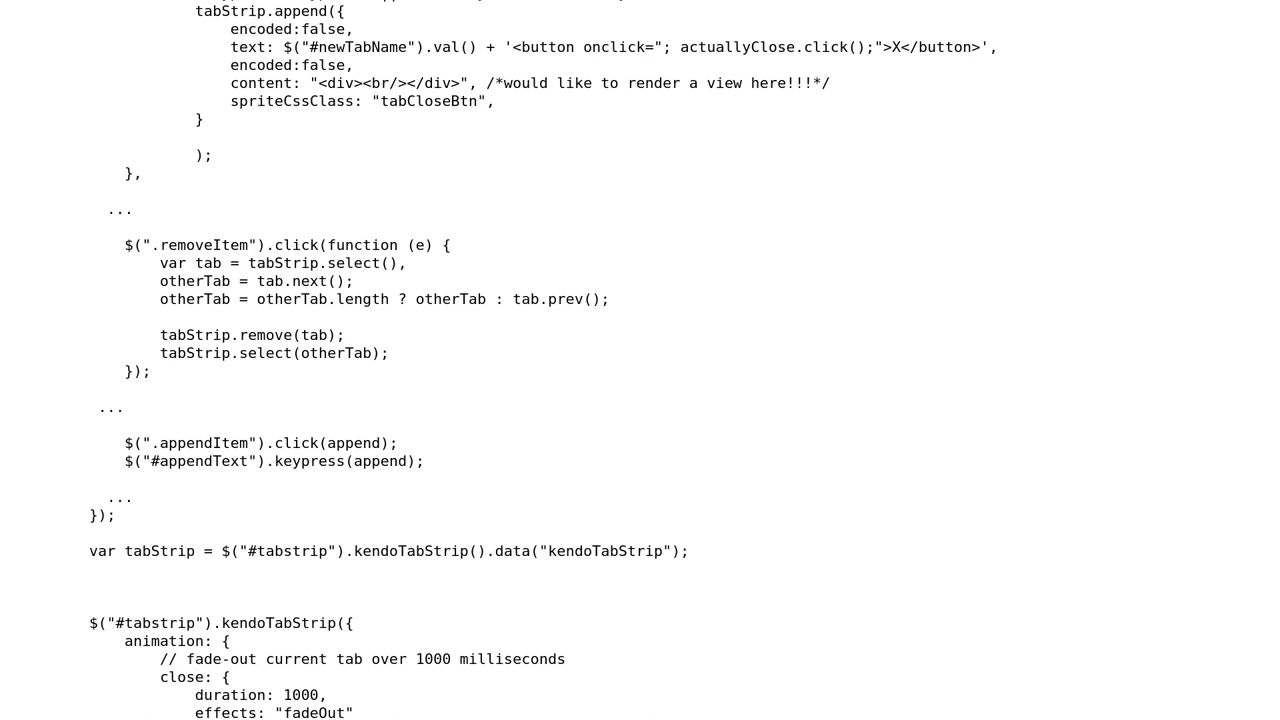 tabStrip.append({
encoded:false,
text: $("#newTabName").val() + '<button onclick="; actuallyClose.click();">X</button>',
encoded:false,
content: "<div><br/></div>", /*would like to render a view here!!!*/
spriteCssClass: "tabCloseBtn",
}
);
},
...
$(".removeItem").click(function (e) {
var tab = tabStrip.select(),
otherTab = tab.next();
otherTab = otherTab.length ? otherTab : tab.prev();
tabStrip.remove(tab);
tabStrip.select(otherTab);
});
...
$(".appendItem").click(append);
$("#appendText").keypress(append);
...
});
var tabStrip = $("#tabstrip").kendoTabStrip().data("kendoTabStrip");
$("#tabstrip").kendoTabStrip({
animation: {
// fade-out current tab over 1000 milliseconds
close: {
duration: 1000,
effects: "fadeOut"